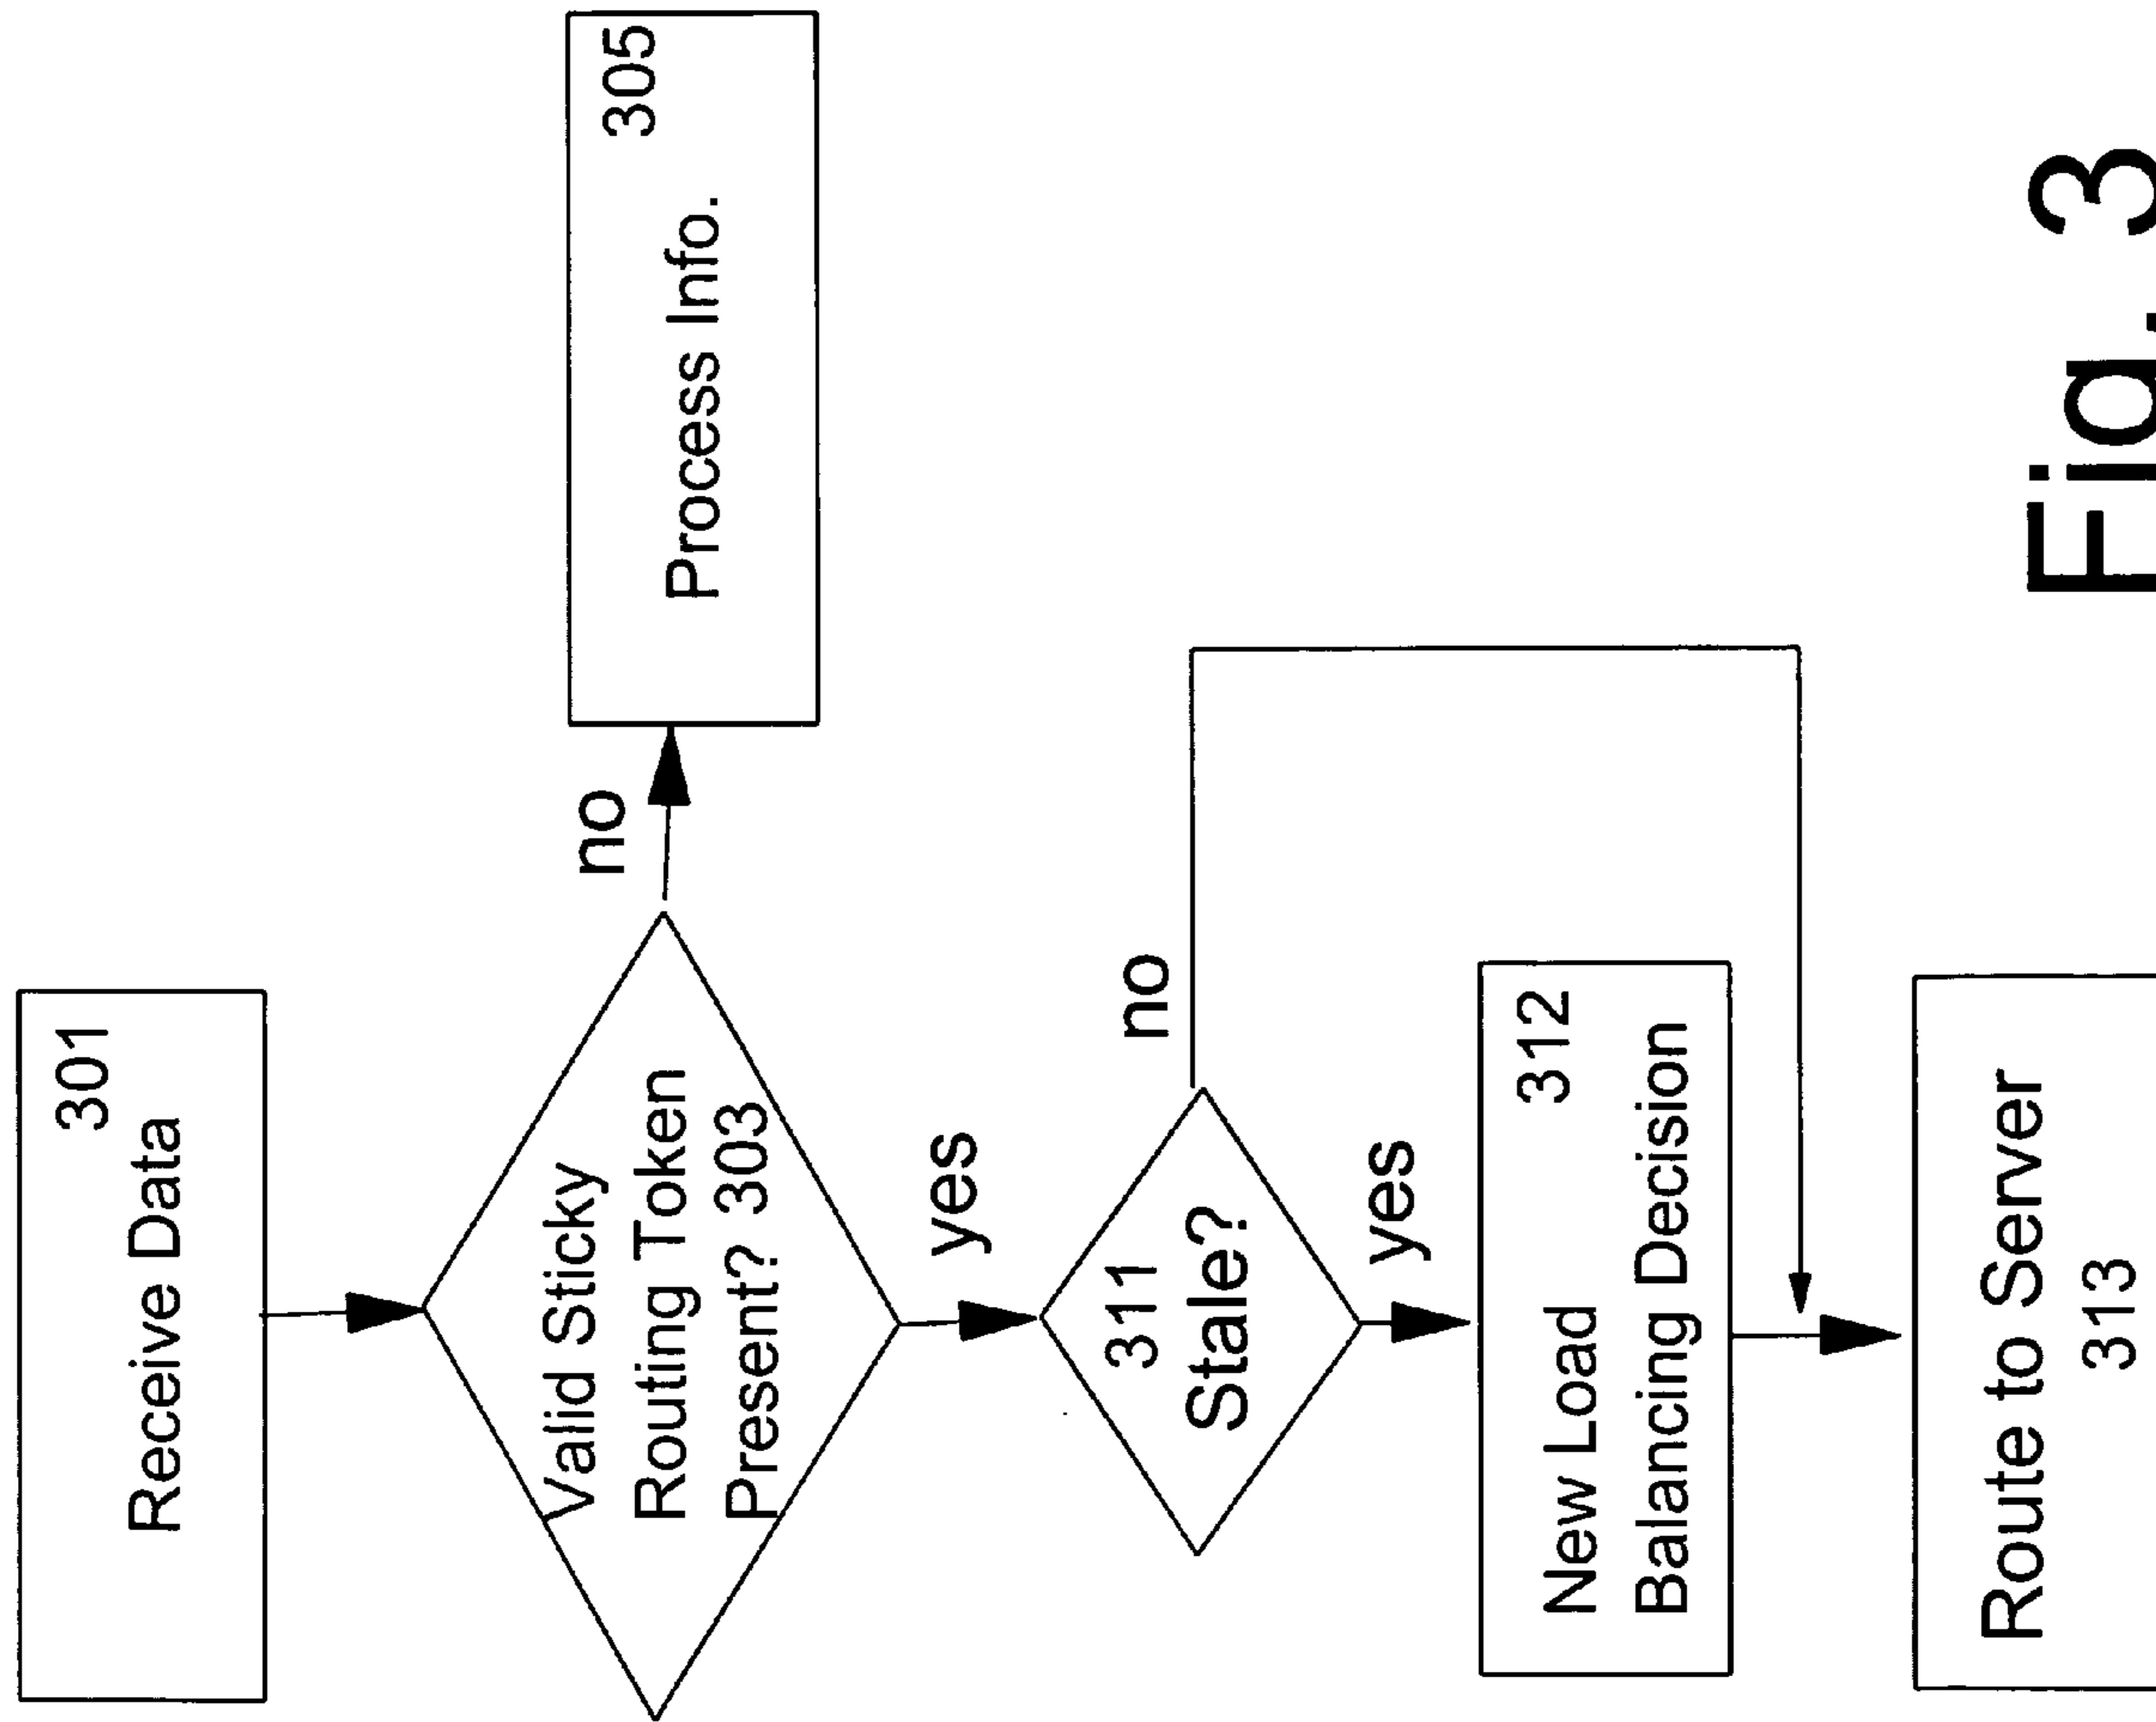 301
Receive Data
Valid Sticky
Routing Token
Present? 303
no
305
Process Info.
yes
311
Stale?
no
yes
312
New Load
Balancing Decision
Route to Server
313
Fig. 3